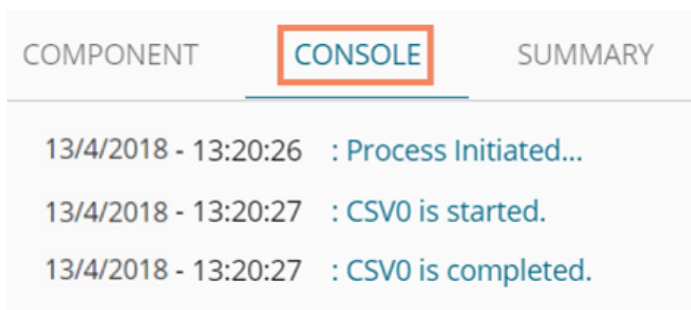 COMPONENT CONSOLE SUMMARY
13/4/2018 - 13:20:26 : Process Initiated...
13/4/2018 - 13:20:27 : CSV0 is started.
13/4/2018 - 13:20:27 : CSV0 is completed.